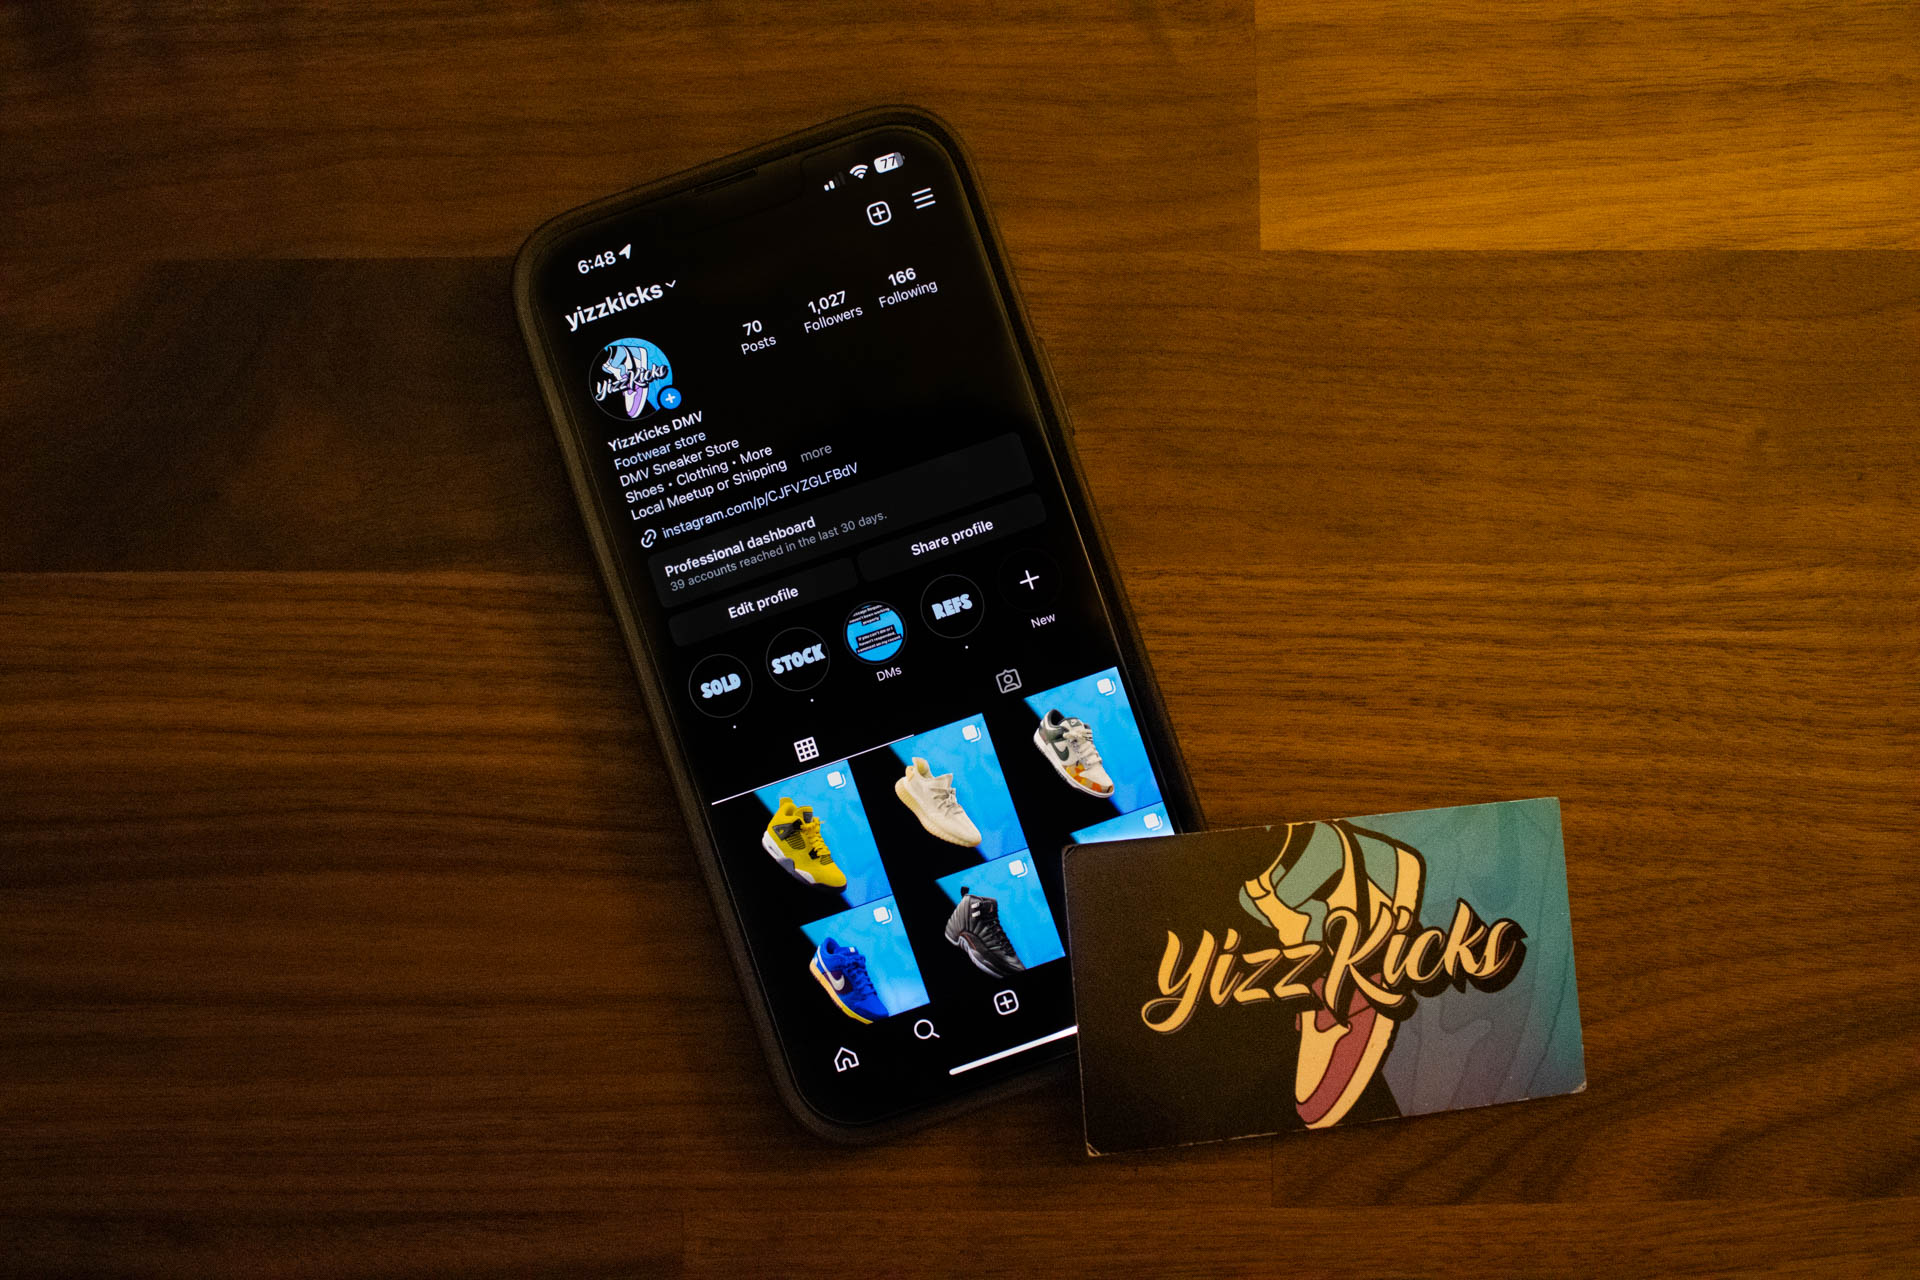 77
6:48
yizzkicks
70
Posts
1,027
Followers
166
Following
YizzKicks
YizzKicks DMV
Footwear store
DMV Sneaker Store
Shoes • Clothing • More
Local Meetup or Shipping more
instagram.com/p/CJFVZGLFBdV
Professional dashboard
39 accounts reached in the last 30 days.
Edit profile
Share profile
SOLD
STOCK
DMs
REFS
New
YizzKicks